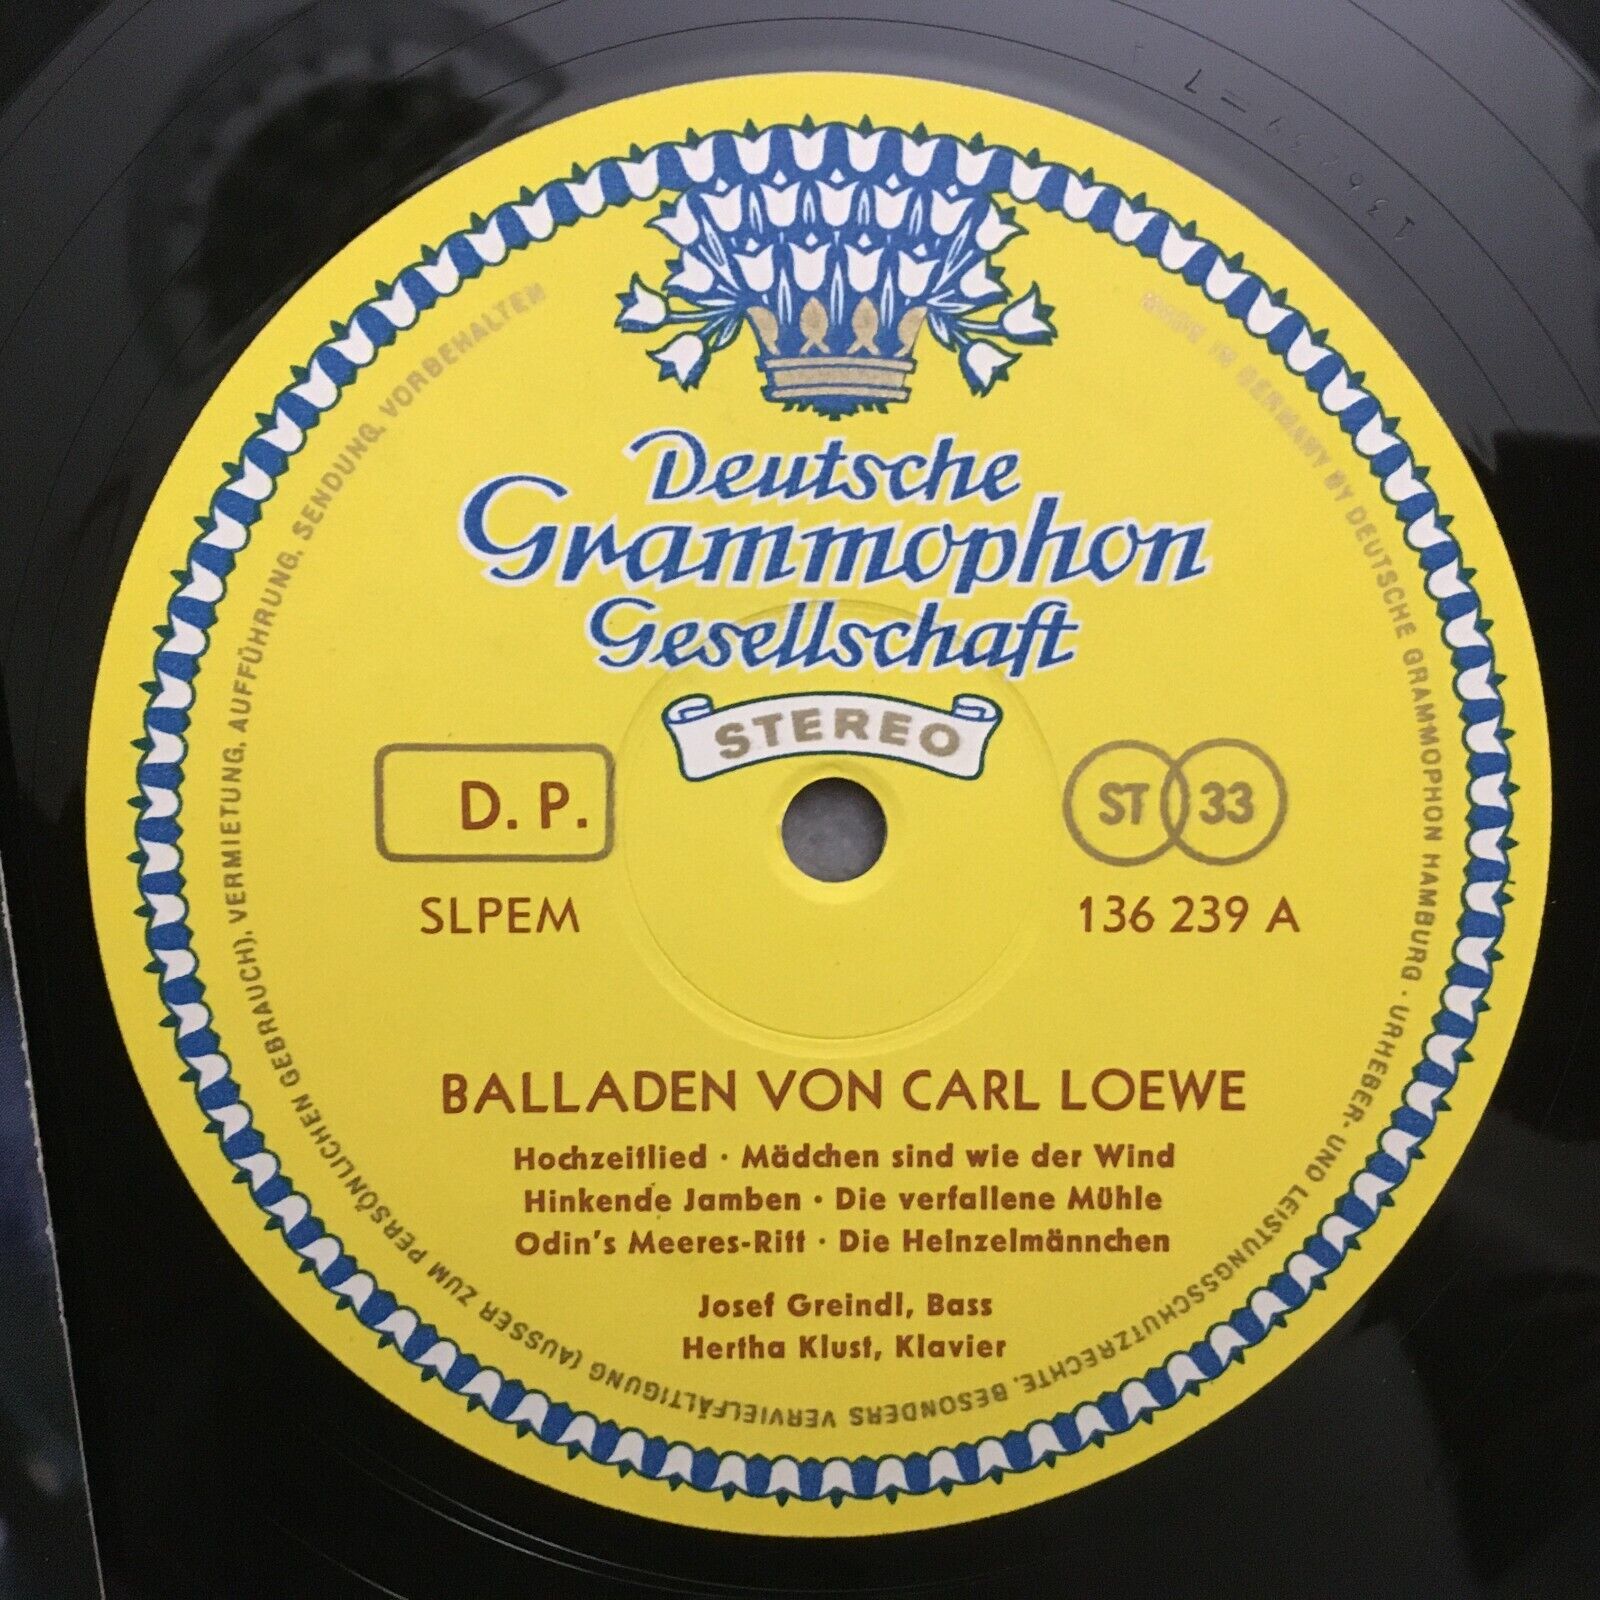 Deutsche
Grammophon
Gesellschaft
STEREO
D. P.
ST 33
SLPEM
136 239 A
BALLADEN VON CARL LOEWE
Hochzeitlied · Mädchen sind wie der Wind
Hinkende Jamben · Die verfallene Mühle
Odin's Meeres-Ritt · Die Heinzelmännchen
Josef Greindl, Bass
Hertha Klust, Klavier
MADE IN GERMANY BY DEUTSCHE GRAMMOPHON HAMBURG · URHEBER- UND LEISTUNGSSCHUTZRECHTE, BESONDERS VERVIELFÄLTIGUNG (AUSSER ZUM PERSÖNLICHEN GEBRAUCH), VERMIETUNG, AUFFÜHRUNG, SENDUNG, VORBEHALTEN